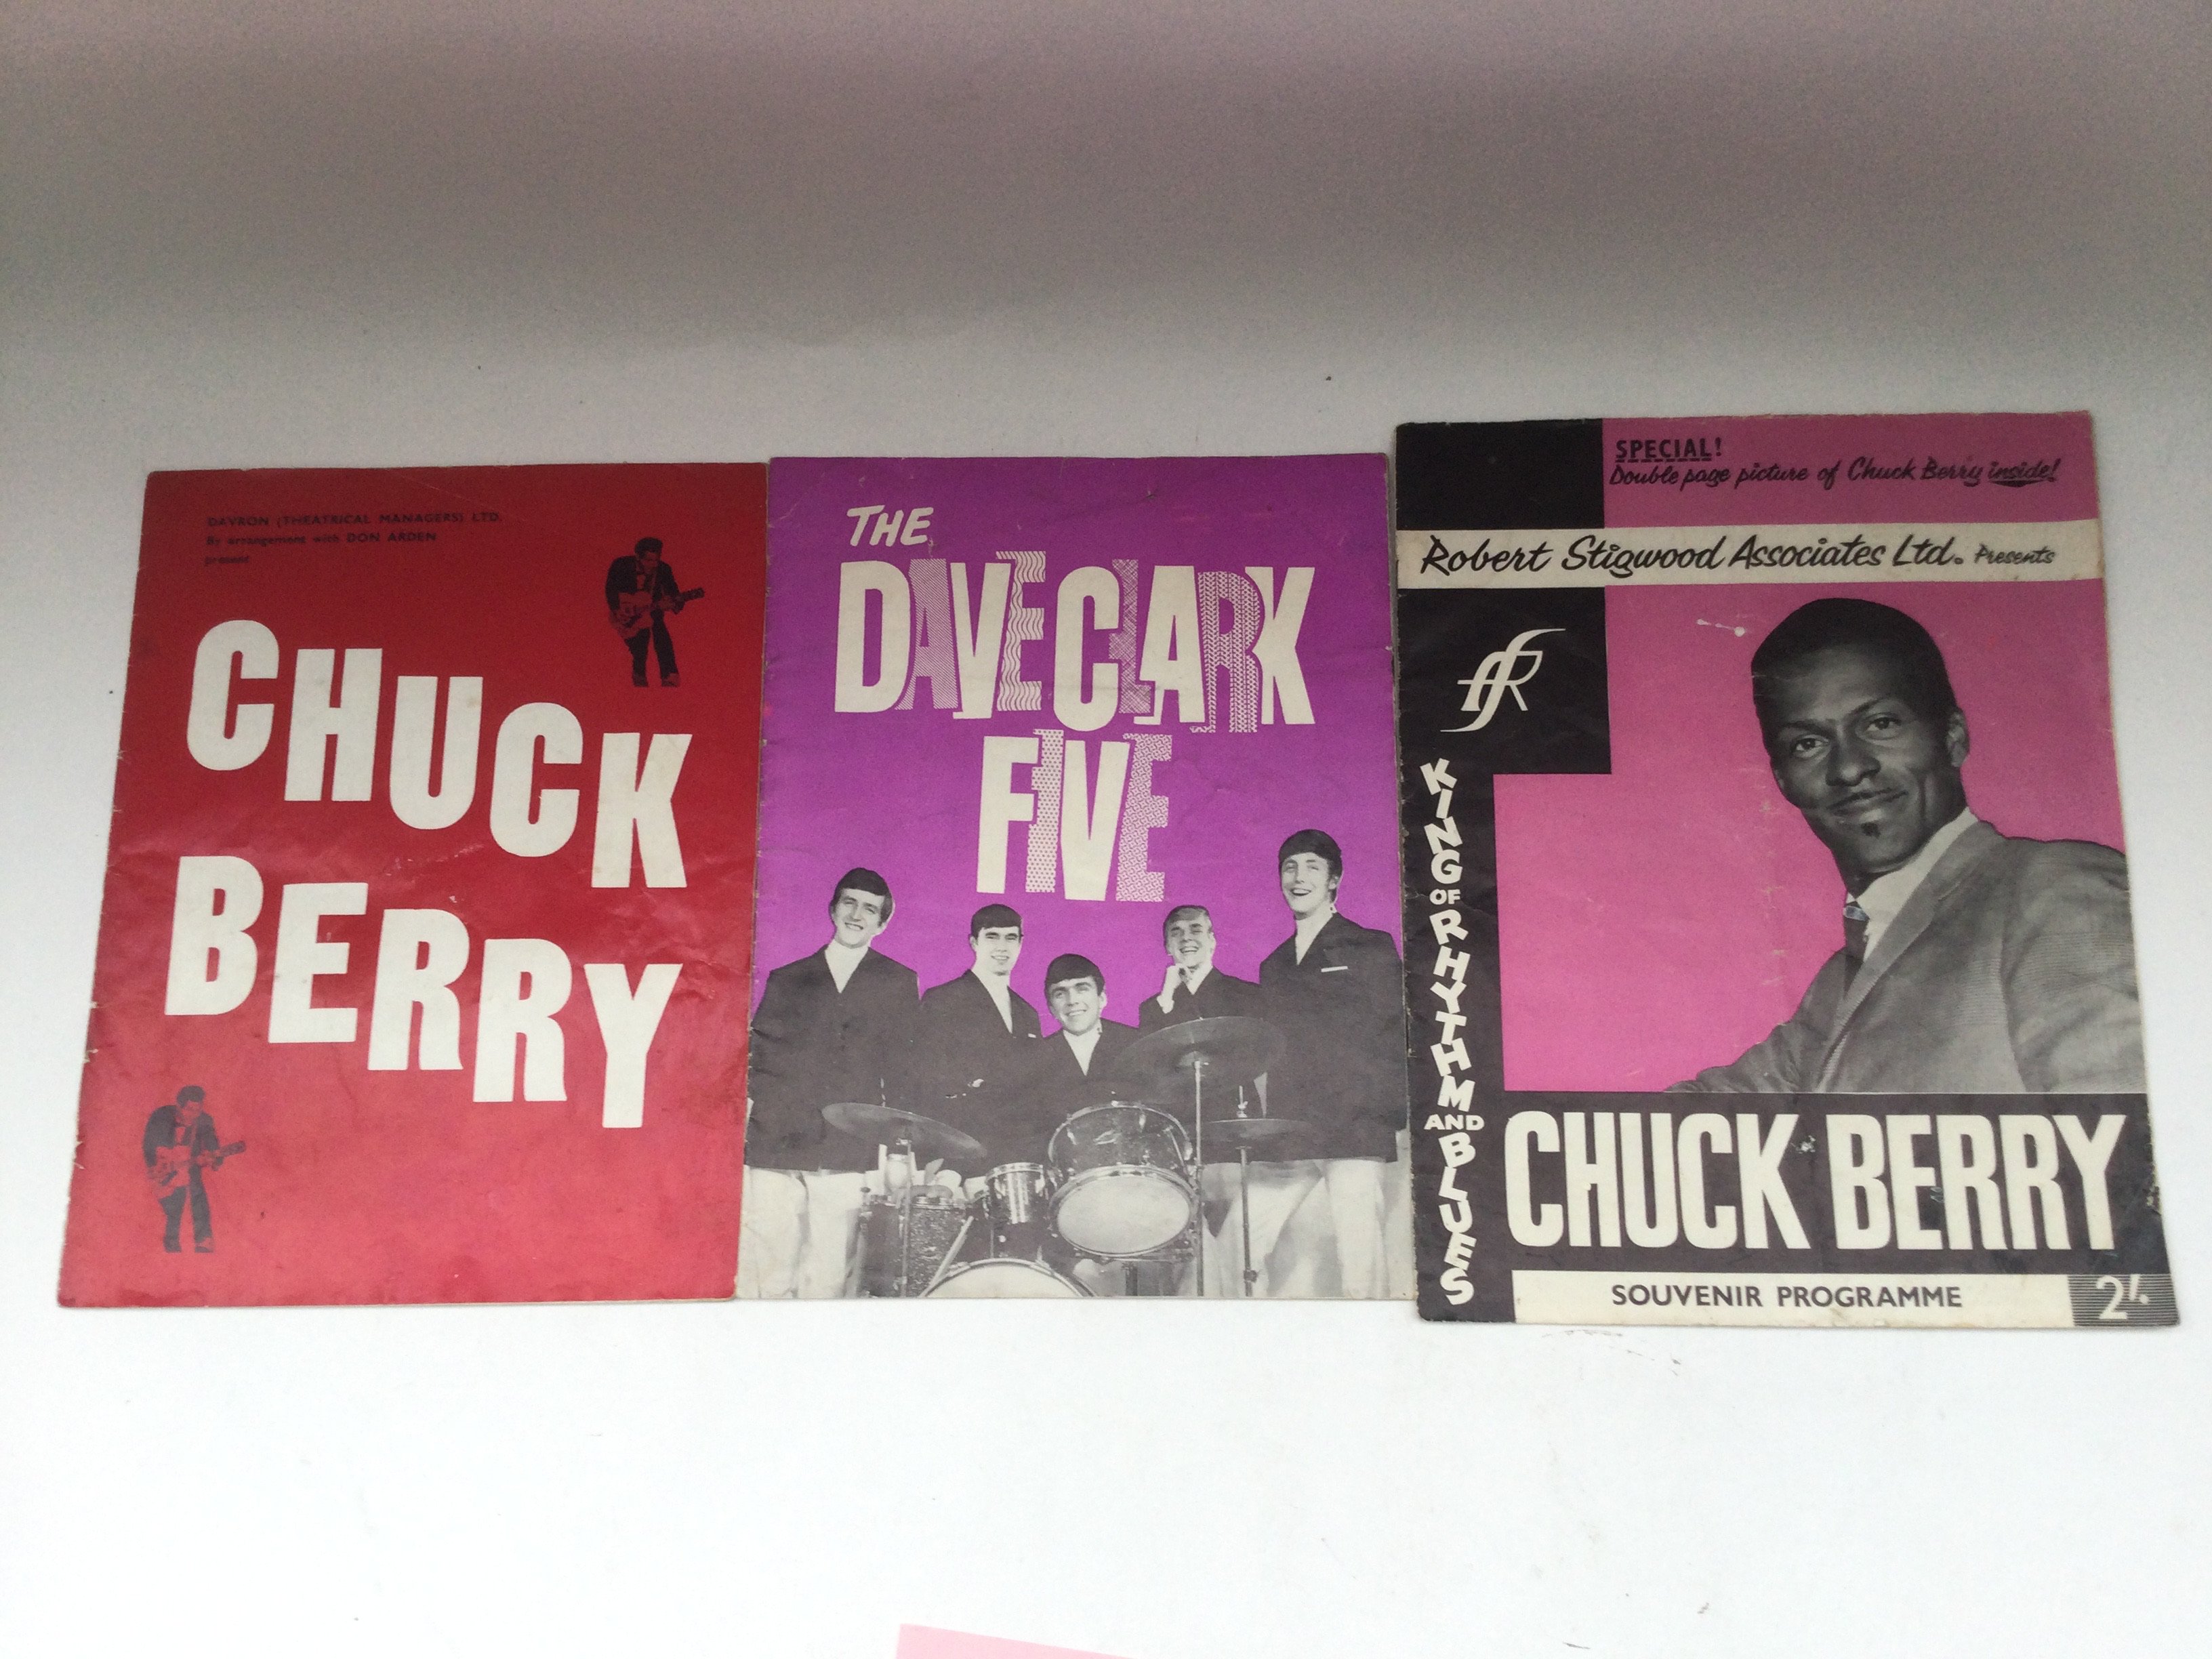 DAVRON (THEATRICAL MANAGERS) LTD.
By arrangement with DON ARDEN
present
CHUCK
BERRY
THE
DAVE CLARK
FIVE
SPECIAL!
Double page picture of Chuck Berry inside!
Robert Stigwood Associates Ltd. Presents
KING OF RHYTHM AND BLUES
CHUCK BERRY
SOUVENIR PROGRAMME
2/.